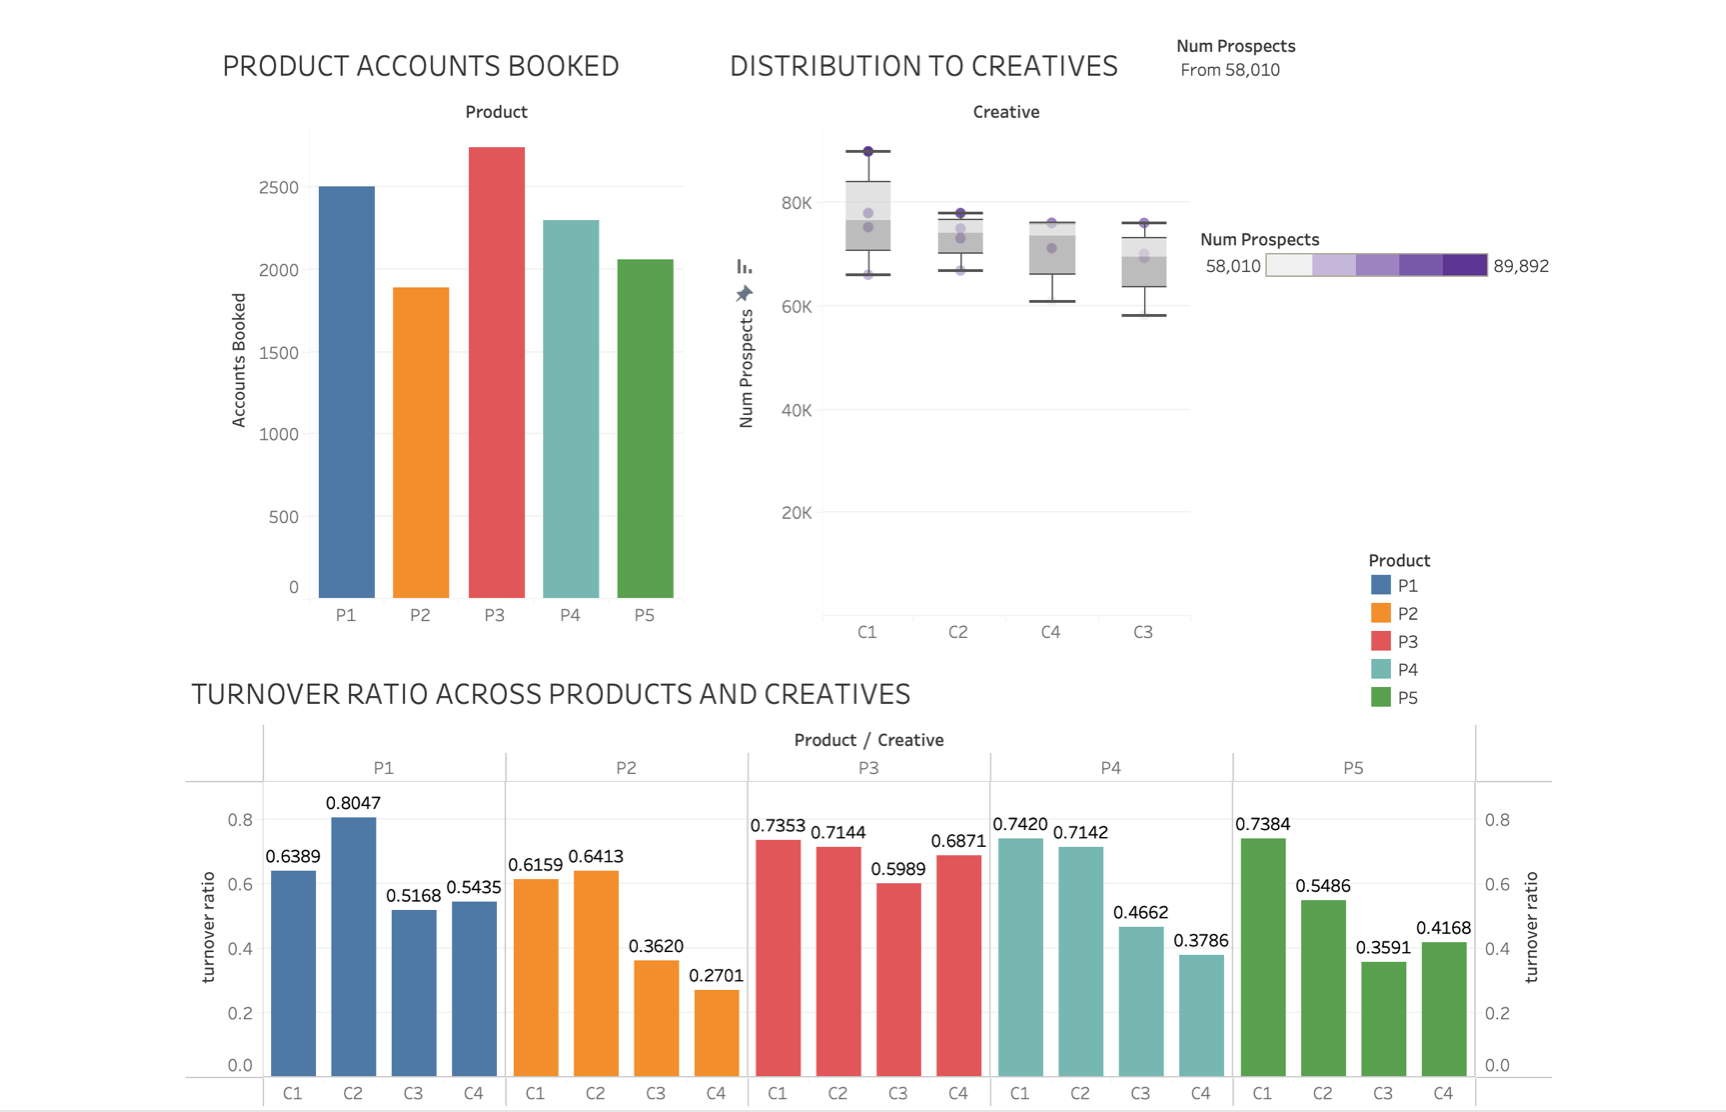 PRODUCT ACCOUNTS BOOKED
Product
Accounts Booked
2500
2000
1500
1000
500
0
P1 P2 P3 P4 P5
DISTRIBUTION TO CREATIVES
Creative
Num Prospects
80K
60K
40K
20K
C1 C2 C4 C3
Num Prospects
From 58,010
Num Prospects
58,010 89,892
Product
P1
P2
P3
P4
P5
TURNOVER RATIO ACROSS PRODUCTS AND CREATIVES
Product / Creative
P1 P2 P3 P4 P5
turnover ratio
0.8
0.6
0.4
0.2
0.0
0.6389 0.8047 0.5168 0.5435
0.6159 0.6413 0.3620 0.2701
0.7353 0.7144 0.5989 0.6871
0.7420 0.7142 0.4662 0.3786
0.7384 0.5486 0.3591 0.4168
C1 C2 C3 C4 C1 C2 C3 C4 C1 C2 C3 C4 C1 C2 C3 C4 C1 C2 C3 C4
0.8
0.6
0.4
0.2
0.0
turnover ratio